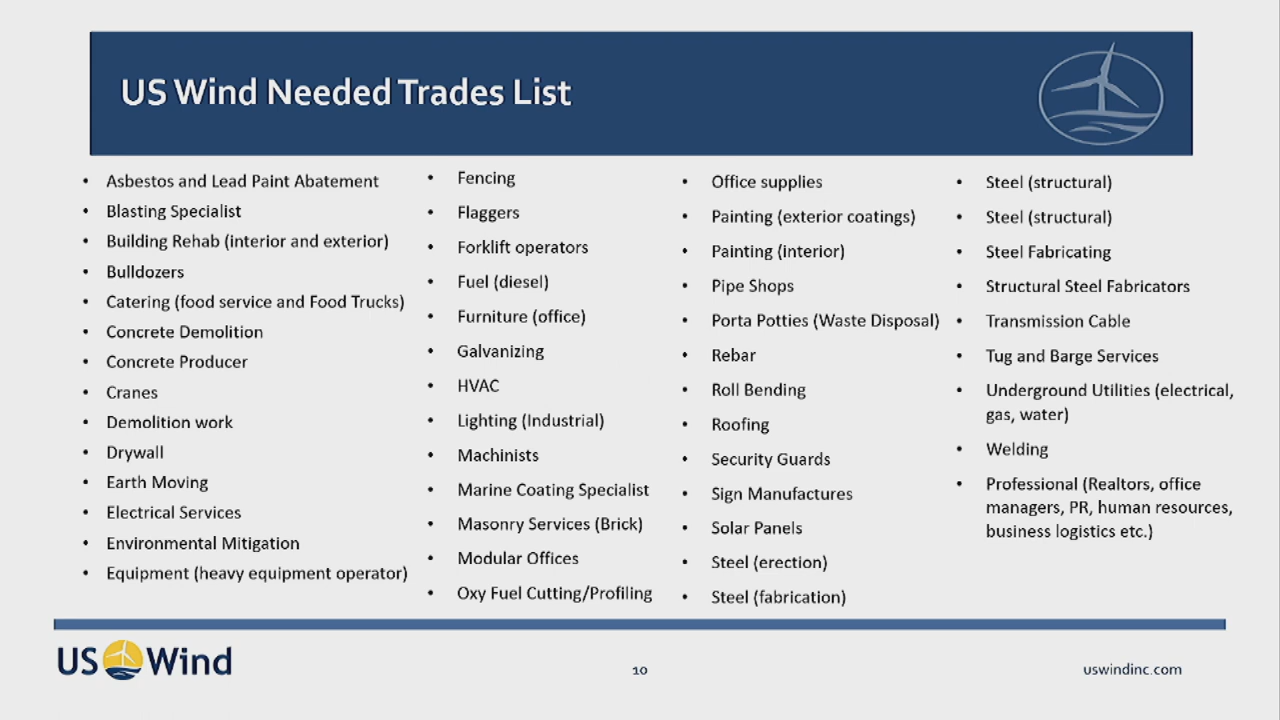 US Wind Needed Trades List
• Asbestos and Lead Paint Abatement
• Blasting Specialist
• Building Rehab (interior and exterior)
• Bulldozers
• Catering (food service and Food Trucks)
• Concrete Demolition
• Concrete Producer
• Cranes
• Demolition work
• Drywall
• Earth Moving
• Electrical Services
• Environmental Mitigation
• Equipment (heavy equipment operator)
• Fencing
• Flaggers
• Forklift operators
• Fuel (diesel)
• Furniture (office)
• Galvanizing
• HVAC
• Lighting (Industrial)
• Machinists
• Marine Coating Specialist
• Masonry Services (Brick)
• Modular Offices
• Oxy Fuel Cutting/Profiling
• Office supplies
• Painting (exterior coatings)
• Painting (interior)
• Pipe Shops
• Porta Potties (Waste Disposal)
• Rebar
• Roll Bending
• Roofing
• Security Guards
• Sign Manufactures
• Solar Panels
• Steel (erection)
• Steel (fabrication)
• Steel (structural)
• Steel (structural)
• Steel Fabricating
• Structural Steel Fabricators
• Transmission Cable
• Tug and Barge Services
• Underground Utilities (electrical,
gas, water)
• Welding
• Professional (Realtors, office
managers, PR, human resources,
business logistics etc.)
US Wind
10
uswindinc.com